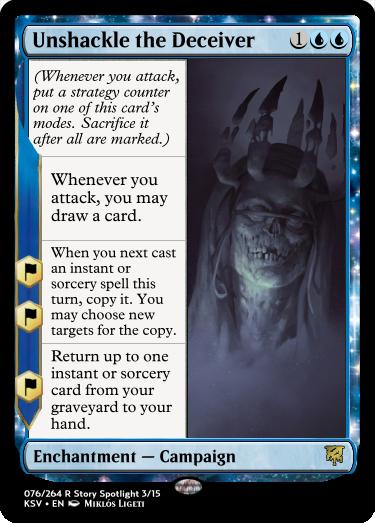 Unshackle the Deceiver 1
(Whenever you attack,
put a strategy counter
on one of this card's
modes. Sacrifice it
after all are marked.)
Whenever you
attack, you may
draw a card.
When you next cast
an instant or
sorcery spell this
turn, copy it. You
may choose new
targets for the copy.
Return up to one
instant or sorcery
card from your
graveyard to your
hand.
Enchantment — Campaign
076/264 R Story Spotlight 3/15
KSV • EN Miklós Ligeti